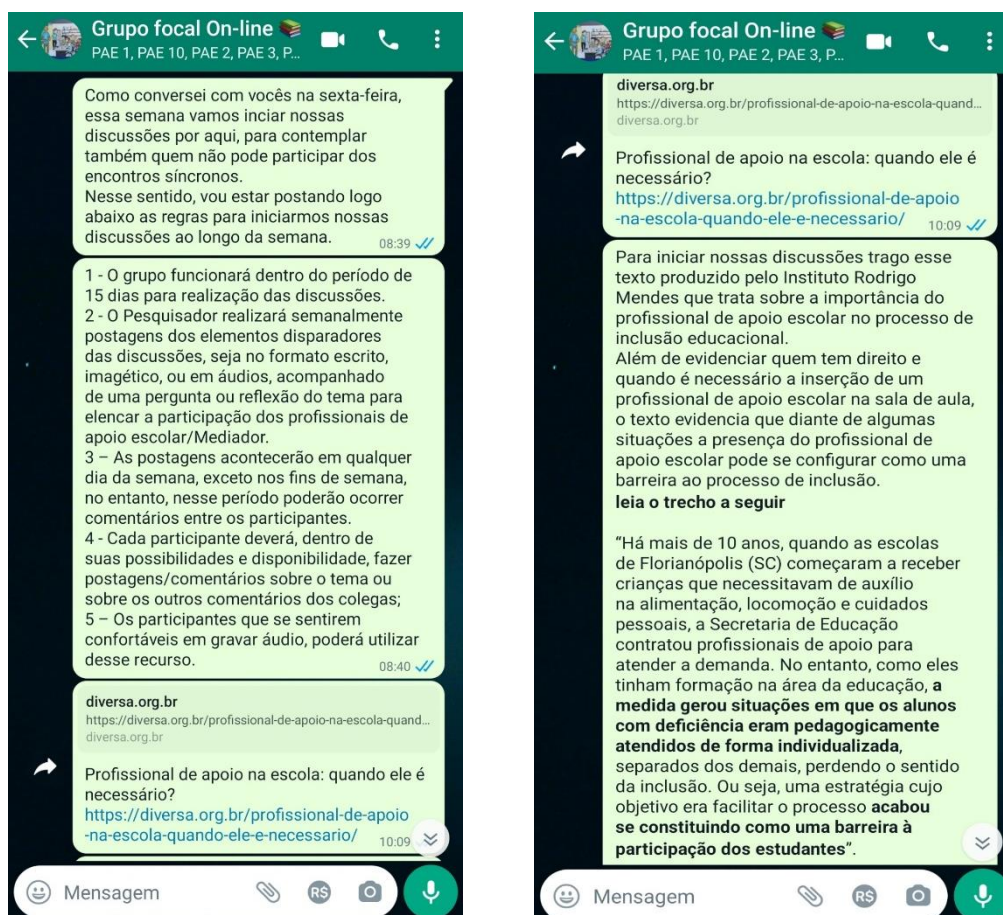 Grupo focal On-line
PAE 1, PAE 10, PAE 2, PAE 3, P...
Como conversei com vocês na sexta-feira,
essa semana vamos inciar nossas
discussões por aqui, para contemplar
também quem não pode participar dos
encontros síncronos.
Nesse sentido, vou estar postando logo
abaixo as regras para iniciarmos nossas
discussões ao longo da semana.
08:39
1 - O grupo funcionará dentro do período de
15 dias para realização das discussões.
2 - O Pesquisador realizará semanalmente
postagens dos elementos disparadores
das discussões, seja no formato escrito,
imagético, ou em áudios, acompanhado
de uma pergunta ou reflexão do tema para
elencar a participação dos profissionais de
apoio escolar/Mediador.
3 – As postagens acontecerão em qualquer
dia da semana, exceto nos fins de semana,
no entanto, nesse período poderão ocorrer
comentários entre os participantes.
4 - Cada participante deverá, dentro de
suas possibilidades e disponibilidade, fazer
postagens/comentários sobre o tema ou
sobre os outros comentários dos colegas;
5 – Os participantes que se sentirem
confortáveis em gravar áudio, poderá utilizar
desse recurso.
08:40
diversa.org.br
https://diversa.org.br/profissional-de-apoio-na-escola-quand...
diversa.org.br
Profissional de apoio na escola: quando ele é
necessário?
https://diversa.org.br/profissional-de-apoio
-na-escola-quando-ele-e-necessario/
10:09
Mensagem
R$
Grupo focal On-line
PAE 1, PAE 10, PAE 2, PAE 3, P...
diversa.org.br
https://diversa.org.br/profissional-de-apoio-na-escola-quand...
diversa.org.br
Profissional de apoio na escola: quando ele é
necessário?
https://diversa.org.br/profissional-de-apoio
-na-escola-quando-ele-e-necessario/
10:09
Para iniciar nossas discussões trago esse
texto produzido pelo Instituto Rodrigo
Mendes que trata sobre a importância do
profissional de apoio escolar no processo de
inclusão educacional.
Além de evidenciar quem tem direito e
quando é necessário a inserção de um
profissional de apoio escolar na sala de aula,
o texto evidencia que diante de algumas
situações a presença do profissional de
apoio escolar pode se configurar como uma
barreira ao processo de inclusão.
leia o trecho a seguir
“Há mais de 10 anos, quando as escolas
de Florianópolis (SC) começaram a receber
crianças que necessitavam de auxílio
na alimentação, locomoção e cuidados
pessoais, a Secretaria de Educação
contratou profissionais de apoio para
atender a demanda. No entanto, como eles
tinham formação na área da educação, a
medida gerou situações em que os alunos
com deficiência eram pedagogicamente
atendidos de forma individualizada,
separados dos demais, perdendo o sentido
da inclusão. Ou seja, uma estratégia cujo
objetivo era facilitar o processo acabou
se constituindo como uma barreira à
participação dos estudantes”.
Mensagem
R$